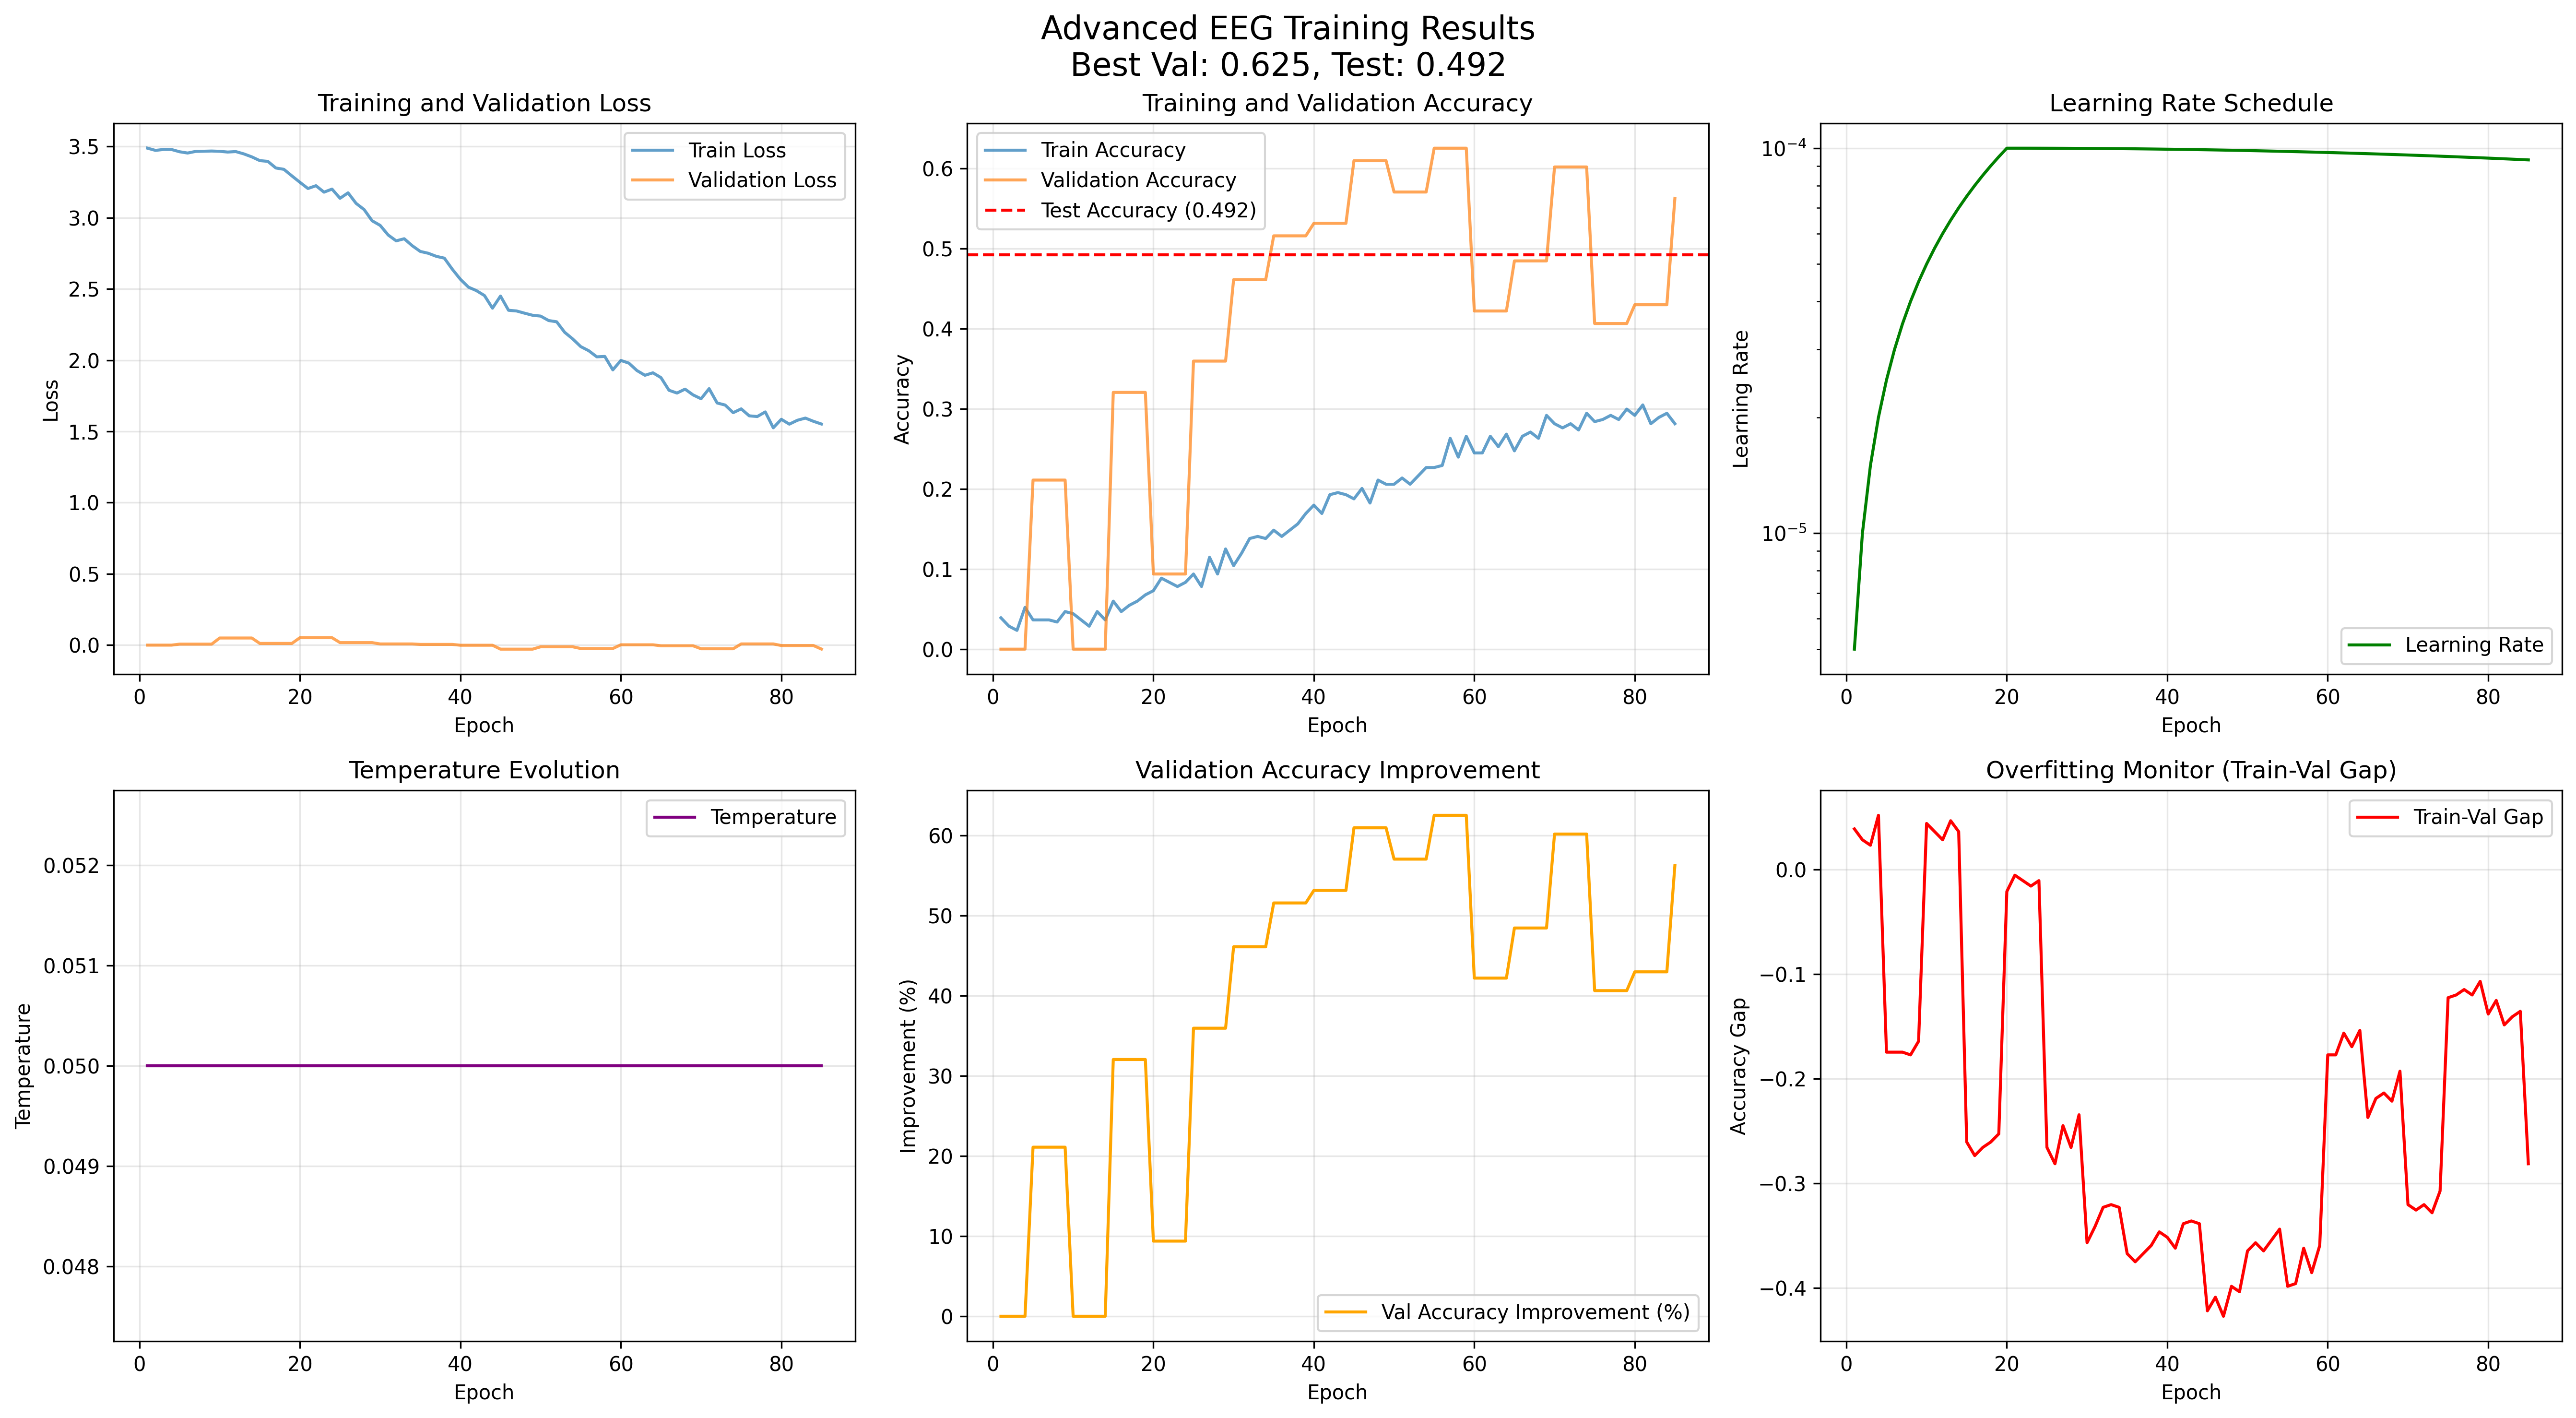 Advanced EEG Training Results
Best Val: 0.625, Test: 0.492
Training and Validation Loss
3.5
3.0
2.5
2.0
1.5
1.0
0.5
0.0
Loss
Train Loss
Validation Loss
0 20 40 60 80
Epoch
Training and Validation Accuracy
0.6
0.5
0.4
0.3
0.2
0.1
0.0
Accuracy
Train Accuracy
Validation Accuracy
Test Accuracy (0.492)
0 20 40 60 80
Epoch
Learning Rate Schedule
10⁻⁴
10⁻⁵
Learning Rate
Learning Rate
0 20 40 60 80
Epoch
Temperature Evolution
0.052
0.051
0.050
0.049
0.048
Temperature
Temperature
0 20 40 60 80
Epoch
Validation Accuracy Improvement
60
50
40
30
20
10
0
Improvement (%)
Val Accuracy Improvement (%)
0 20 40 60 80
Epoch
Overfitting Monitor (Train-Val Gap)
0.0
−0.1
−0.2
−0.3
−0.4
Accuracy Gap
Train-Val Gap
0 20 40 60 80
Epoch